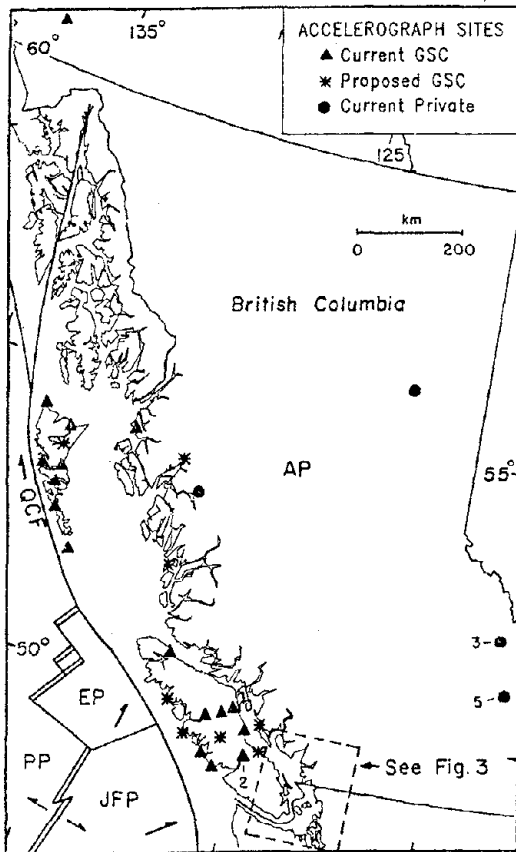 60°
135°
ACCELEROGRAPH SITES
Current GSC
Proposed GSC
Current Private
125
km
0 200
British Columbia
AP
55°
QCF
50°
3
5
EP
PP
JFP
2
See Fig. 3